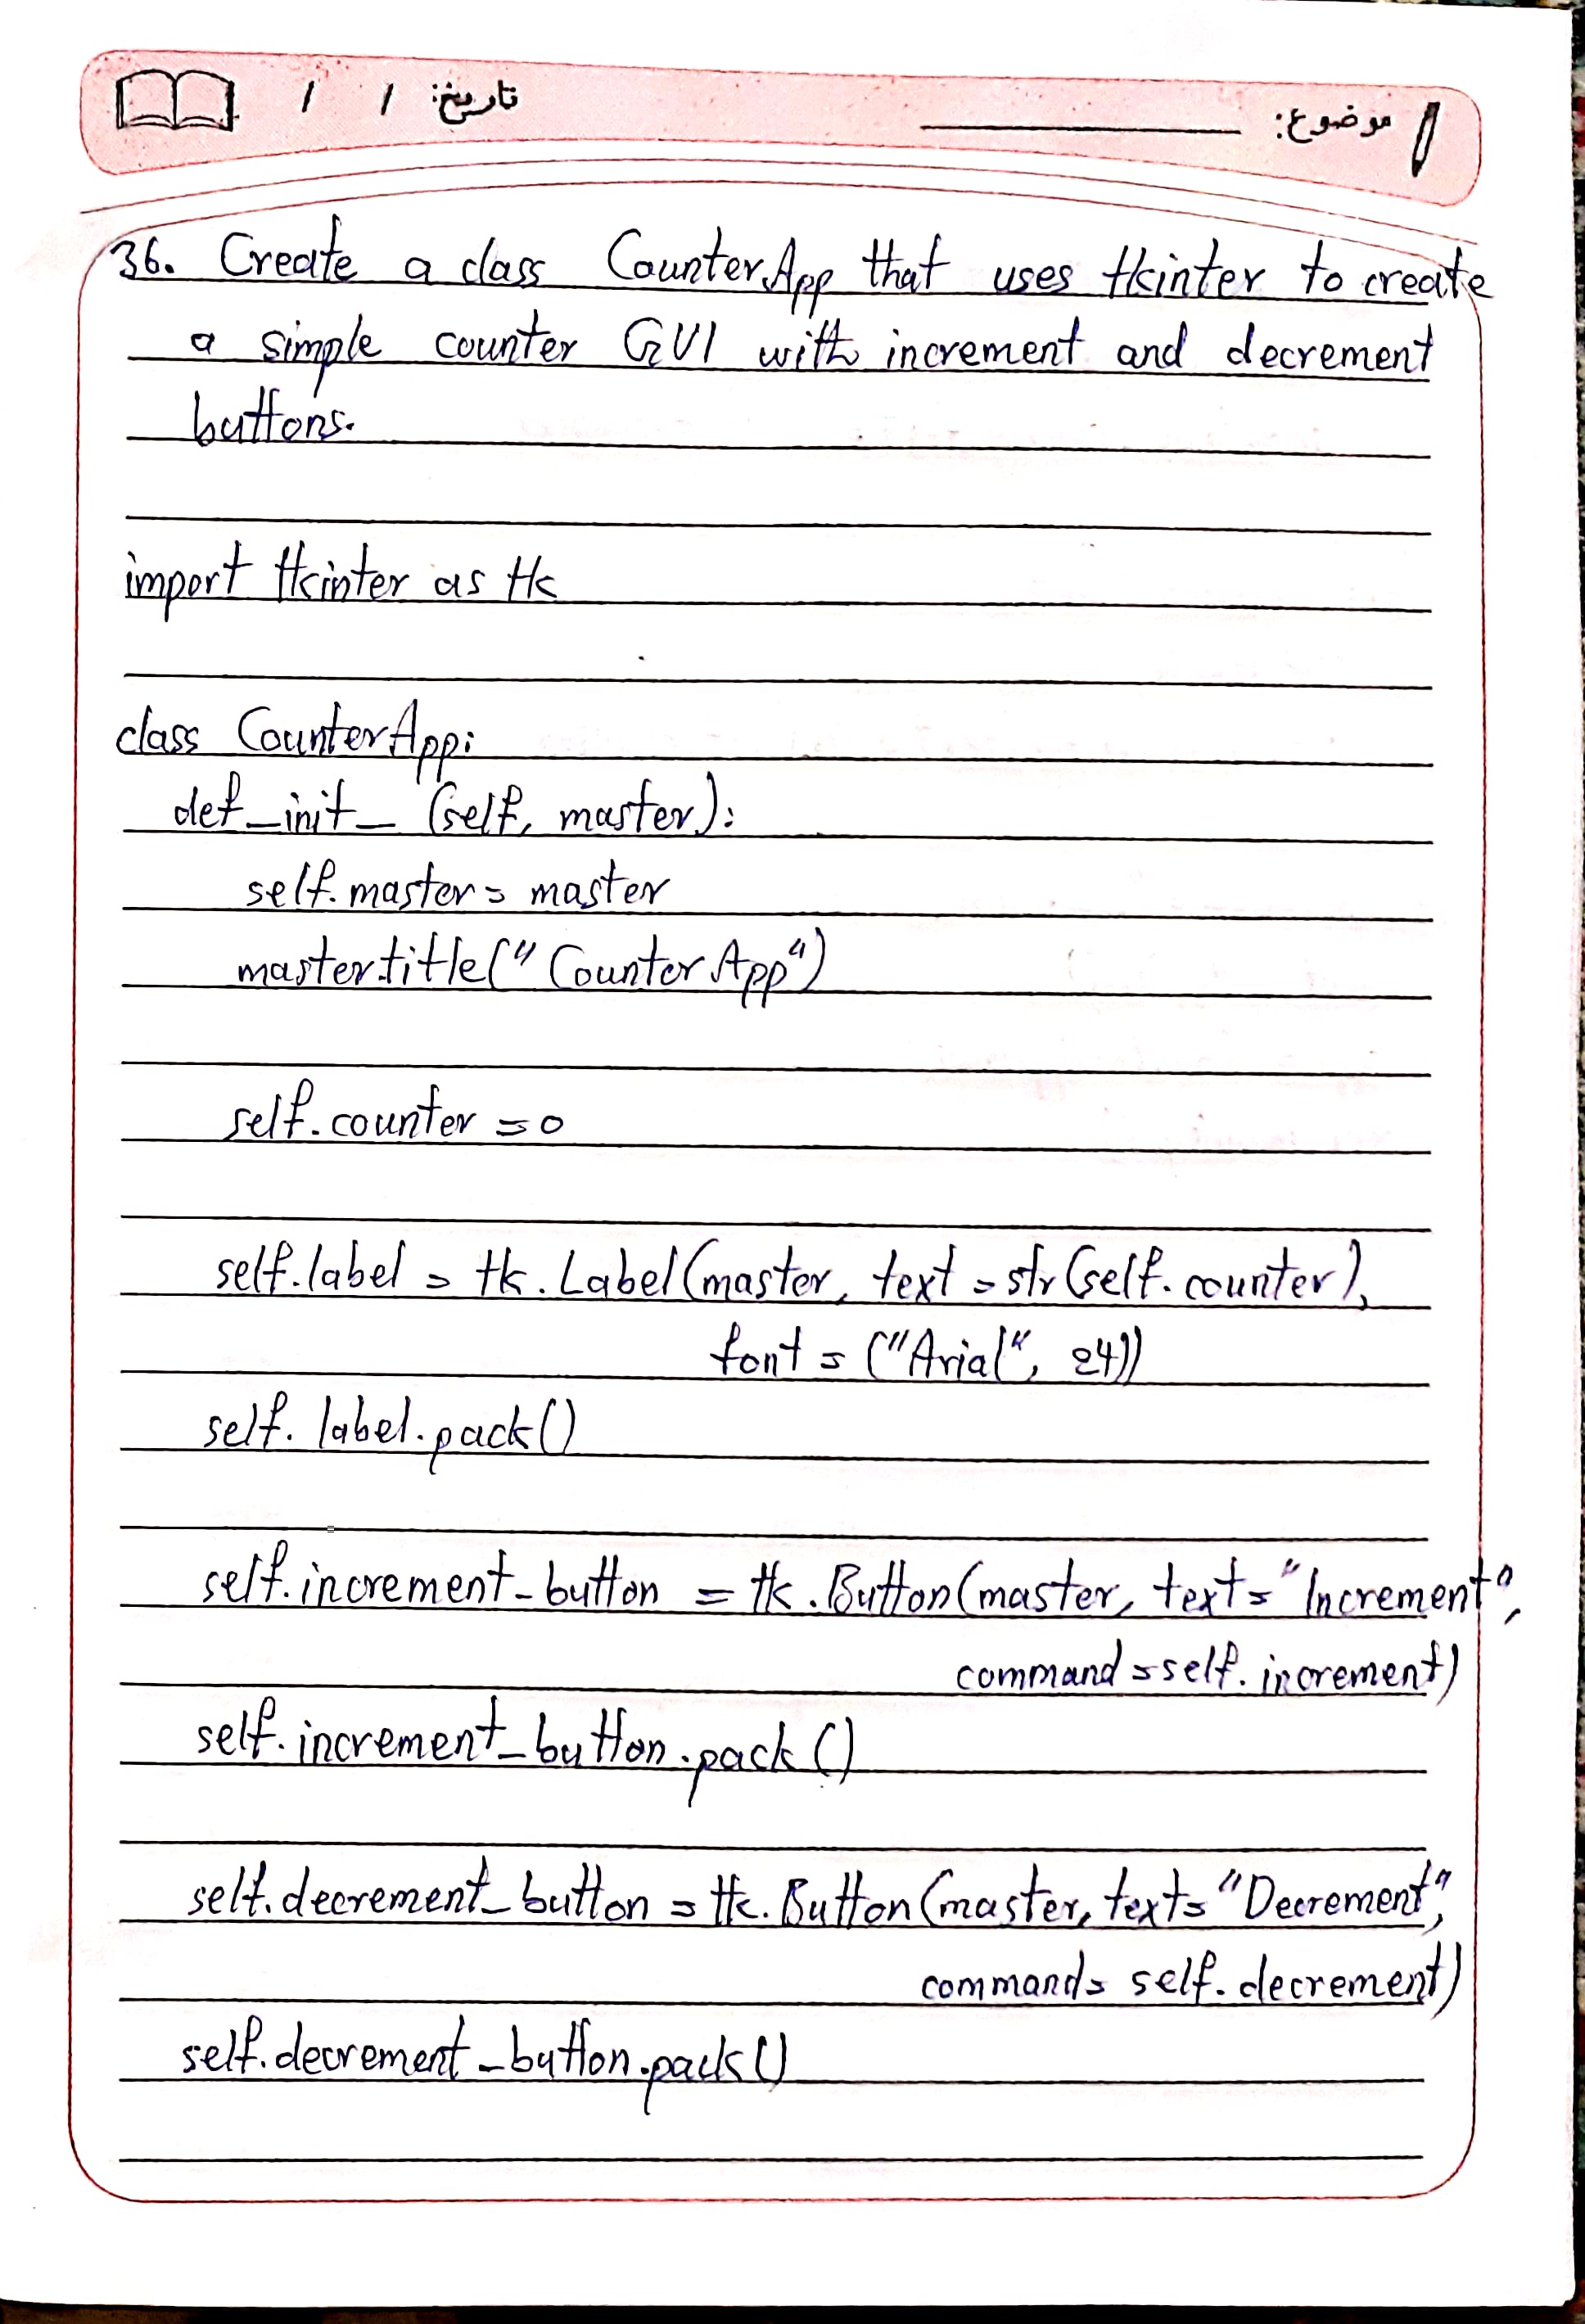 موضوع: تاریخ: / /
36. Create a class CounterApp that uses tkinter to create
a simple counter GUI with increment and decrement
buttons.
import tkinter as tk
class CounterApp:
def _init_ (self, master):
self.master = master
master.title("Counter App")
self.counter = 0
self.label = tk.Label(master, text = str(self.counter),
font = ("Arial", 24))
self.label.pack()
self.increment_button = tk.Button(master, text = "Increment",
command = self.increment)
self.increment_button.pack()
self.decrement_button = tk.Button(master, text = "Decrement",
command = self.decrement)
self.decrement_button.pack()